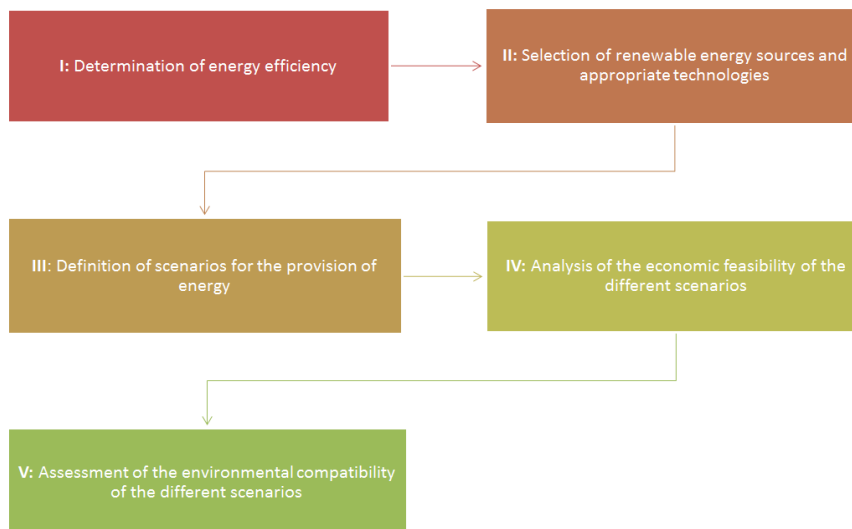 I: Determination of energy efficiency
II: Selection of renewable energy sources and
appropriate technologies
III: Definition of scenarios for the provision of
energy
IV: Analysis of the economic feasibility of the
different scenarios
V: Assessment of the environmental compatibility
of the different scenarios